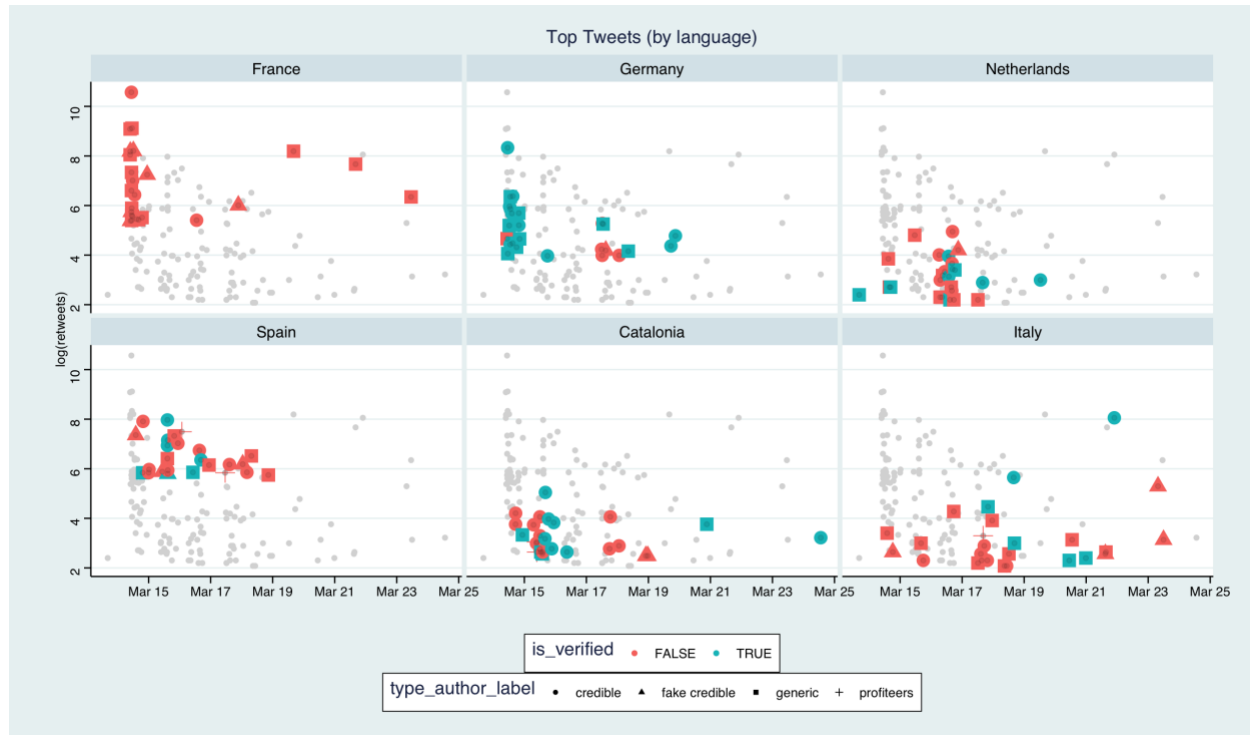 Top Tweets (by language)
France Germany Netherlands
10
8
6
4
2
log(retweets)
Spain Catalonia Italy
10
8
6
4
2
Mar 15 Mar 17 Mar 19 Mar 21 Mar 23 Mar 25 Mar 15 Mar 17 Mar 19 Mar 21 Mar 23 Mar 25 Mar 15 Mar 17 Mar 19 Mar 21 Mar 23 Mar 25
is_verified FALSE TRUE
type_author_label credible fake credible generic profiteers